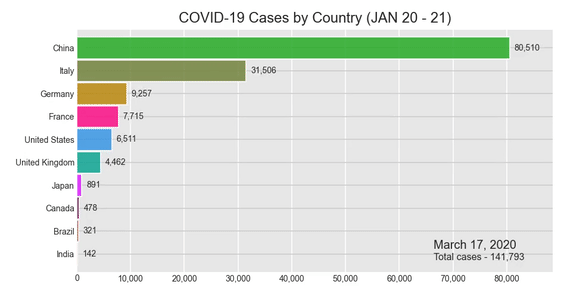 COVID-19 Cases by Country (JAN 20 - 21)
China 80,510
Italy 31,506
Germany 9,257
France 7,715
United States 6,511
United Kingdom 4,462
Japan 891
Canada 478
Brazil 321
India 142
March 17, 2020
Total cases - 141,793
0 10,000 20,000 30,000 40,000 50,000 60,000 70,000 80,000